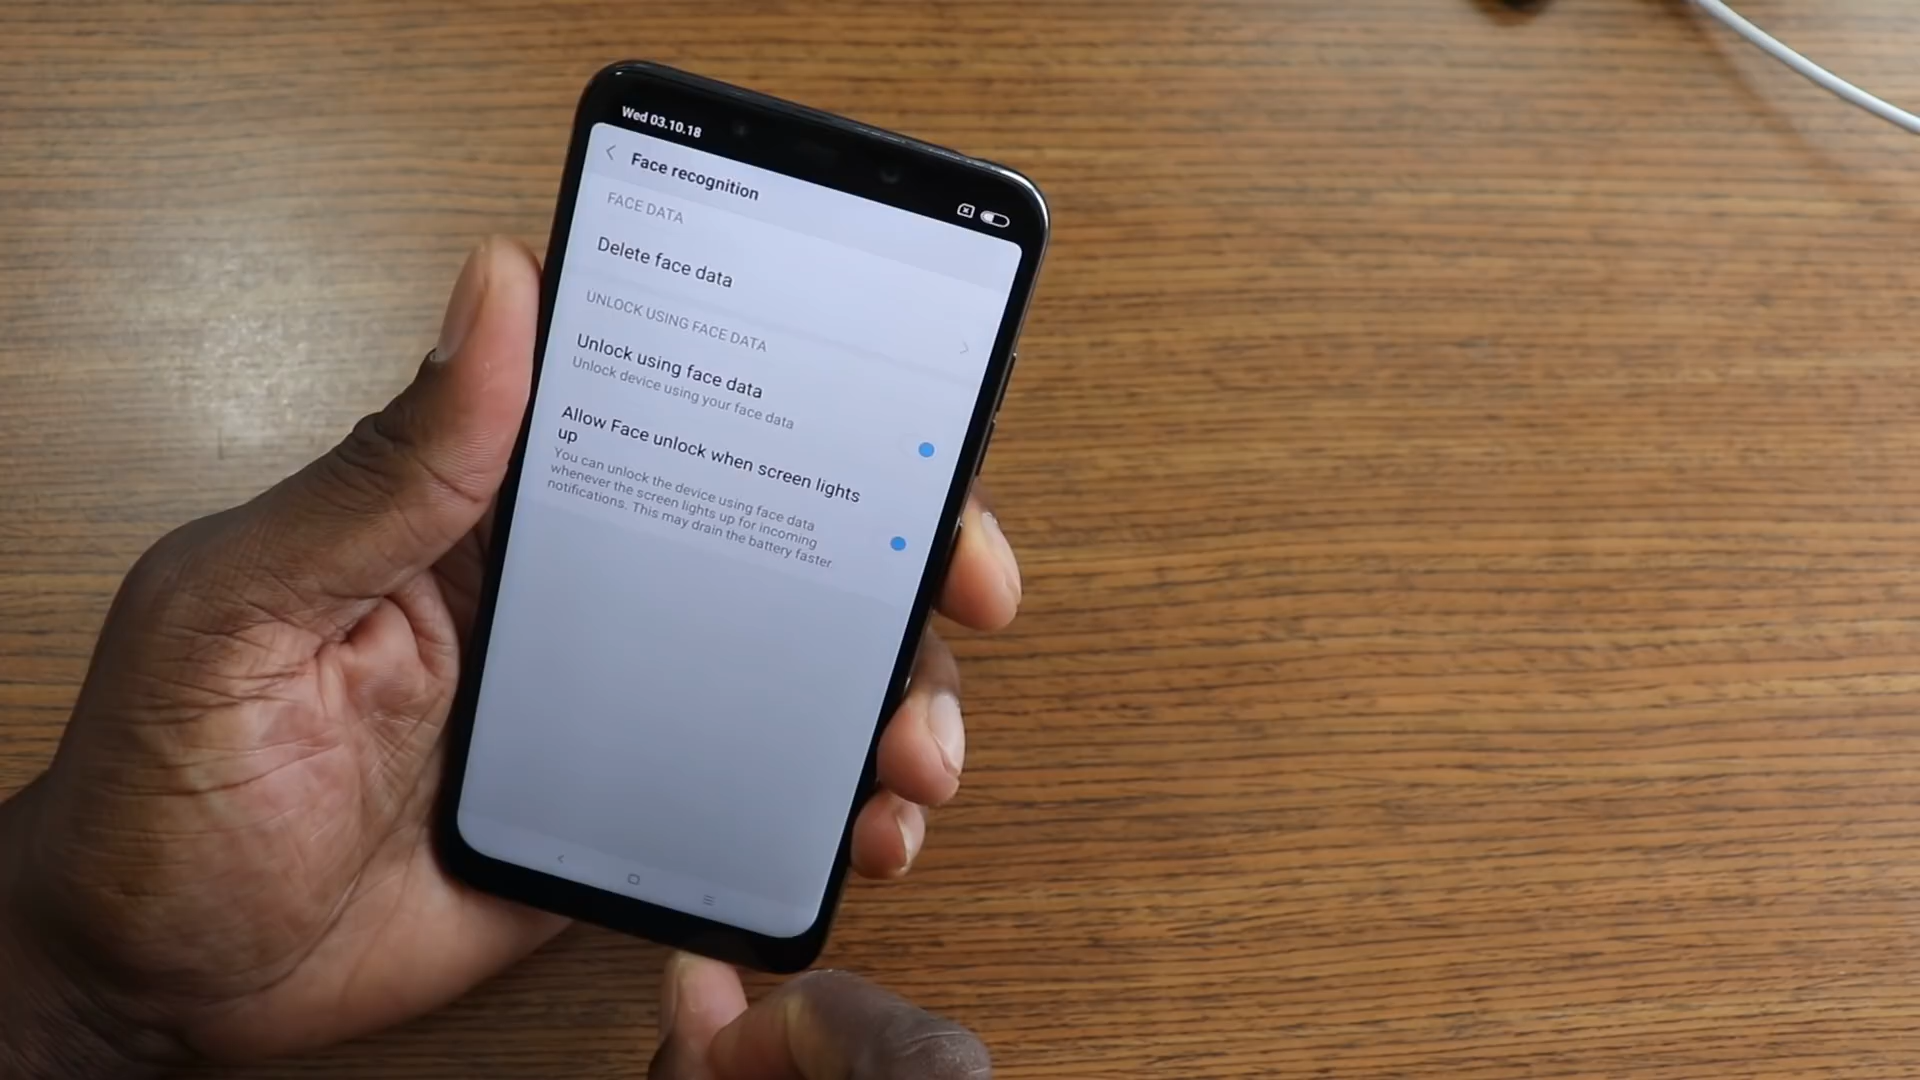 Wed 03.10.18
Face recognition
FACE DATA
Delete face data
UNLOCK USING FACE DATA
Unlock using face data
Unlock device using your face data
Allow Face unlock when screen lights
up
You can unlock the device using face data
whenever the screen lights up for incoming
notifications. This may drain the battery faster